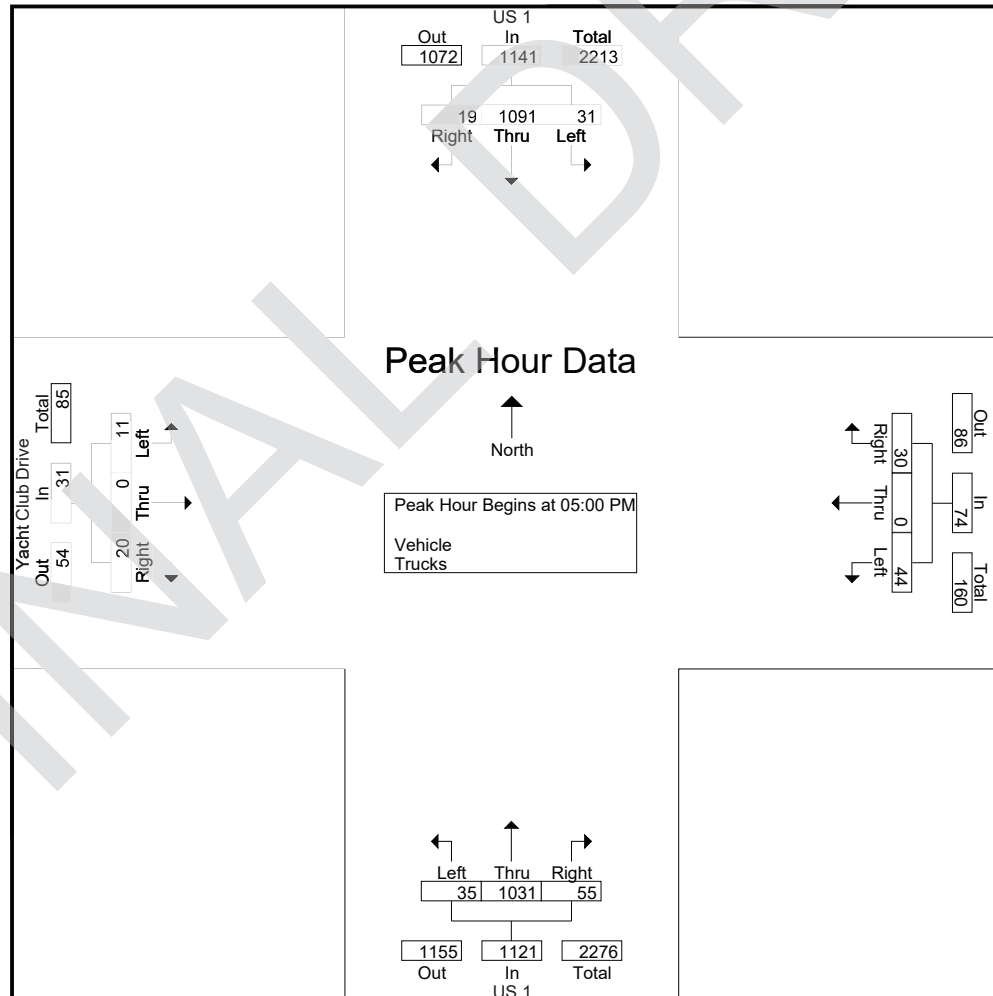 US 1
Out In Total
1072 1141 2213
19 1091 31
Right Thru Left
Peak Hour Data
North
Peak Hour Begins at 05:00 PM
Vehicle
Trucks
Yacht Club Drive
Out In Total
54 31 85
11 0 20
Left Thru Right
Right Thru Left
30 0 44
Out In Total
86 74 160
Left Thru Right
35 1031 55
1155 1121 2276
Out In Total
US 1